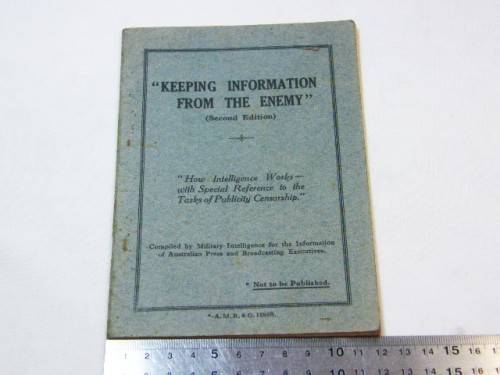 "KEEPING INFORMATION
FROM THE ENEMY"
(Second Edition)
"How Intelligence Works—
with Special Reference to the
Tasks of Publicity Censorship."
Compiled by Military Intelligence for the Information
of Australian Press and Broadcasting Executives.
* Not to be Published.
1 2 3 4 5 6 7 8 9 10 11 12 13 14 15 16